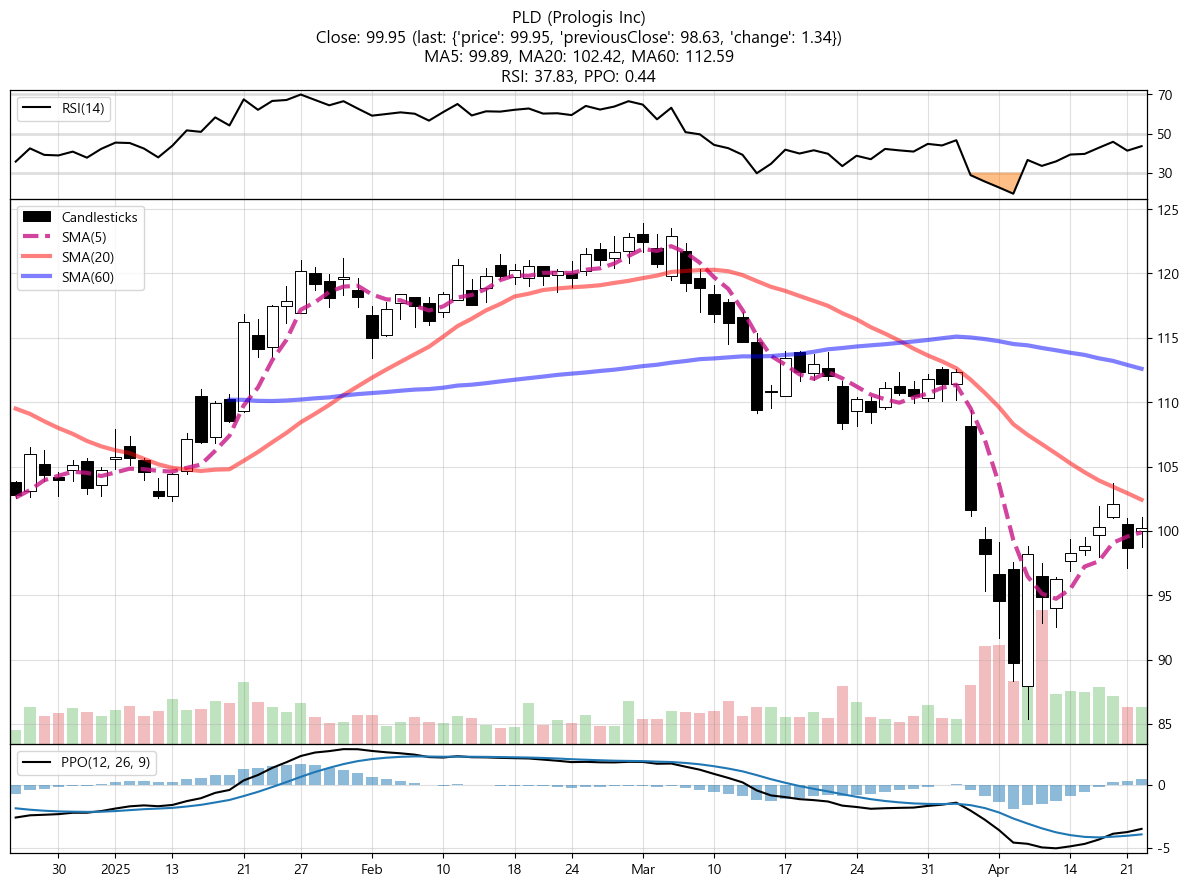 PLD (Prologis Inc)
Close: 99.95 (last: {'price': 99.95, 'previousClose': 98.63, 'change': 1.34})
MA5: 99.89, MA20: 102.42, MA60: 112.59
RSI: 37.83, PPO: 0.44
RSI(14)
70
50
30
Candlesticks
SMA(5)
SMA(20)
SMA(60)
125
120
115
110
105
100
95
90
85
PPO(12, 26, 9)
0
-5
30 2025 13 21 27 Feb 10 18 24 Mar 10 17 24 31 Apr 14 21